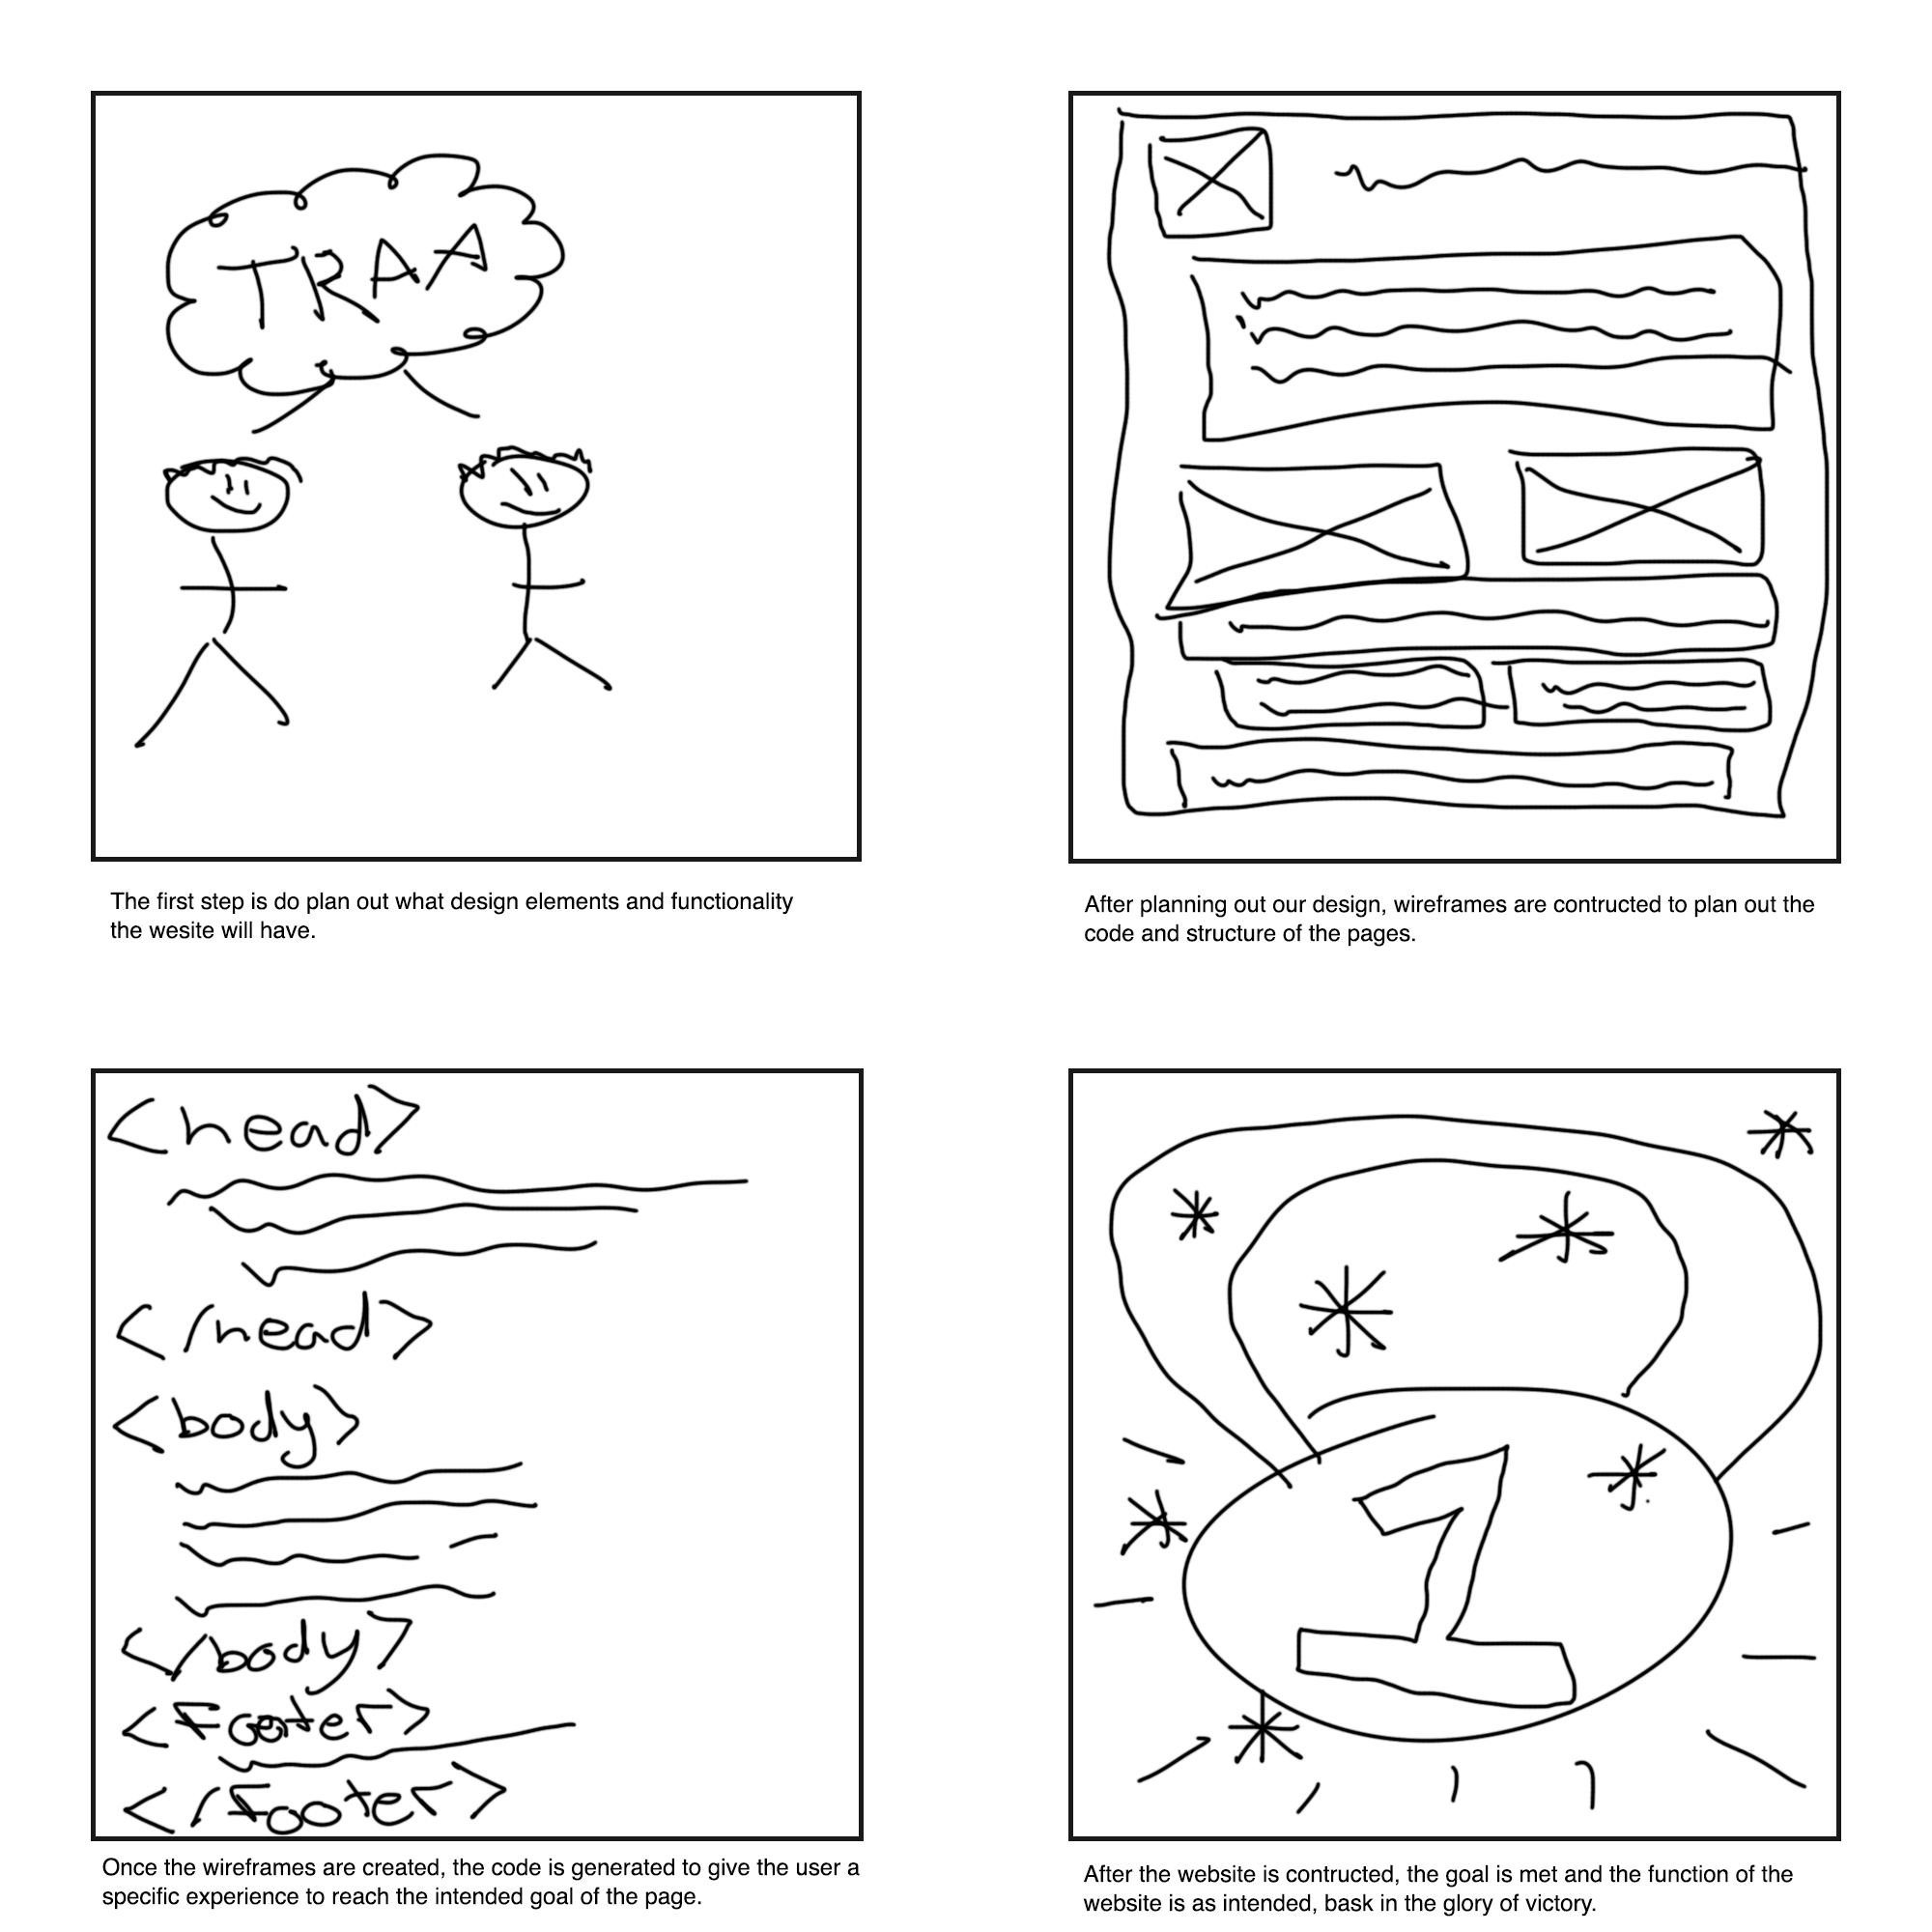 TRAA
The first step is do plan out what design elements and functionality
the wesite will have.
After planning out our design, wireframes are contructed to plan out the
code and structure of the pages.
<head>
</head>
<body>
</body>
<Footer>
</Footer>
Once the wireframes are created, the code is generated to give the user a
specific experience to reach the intended goal of the page.
1
After the website is contructed, the goal is met and the function of the
website is as intended, bask in the glory of victory.